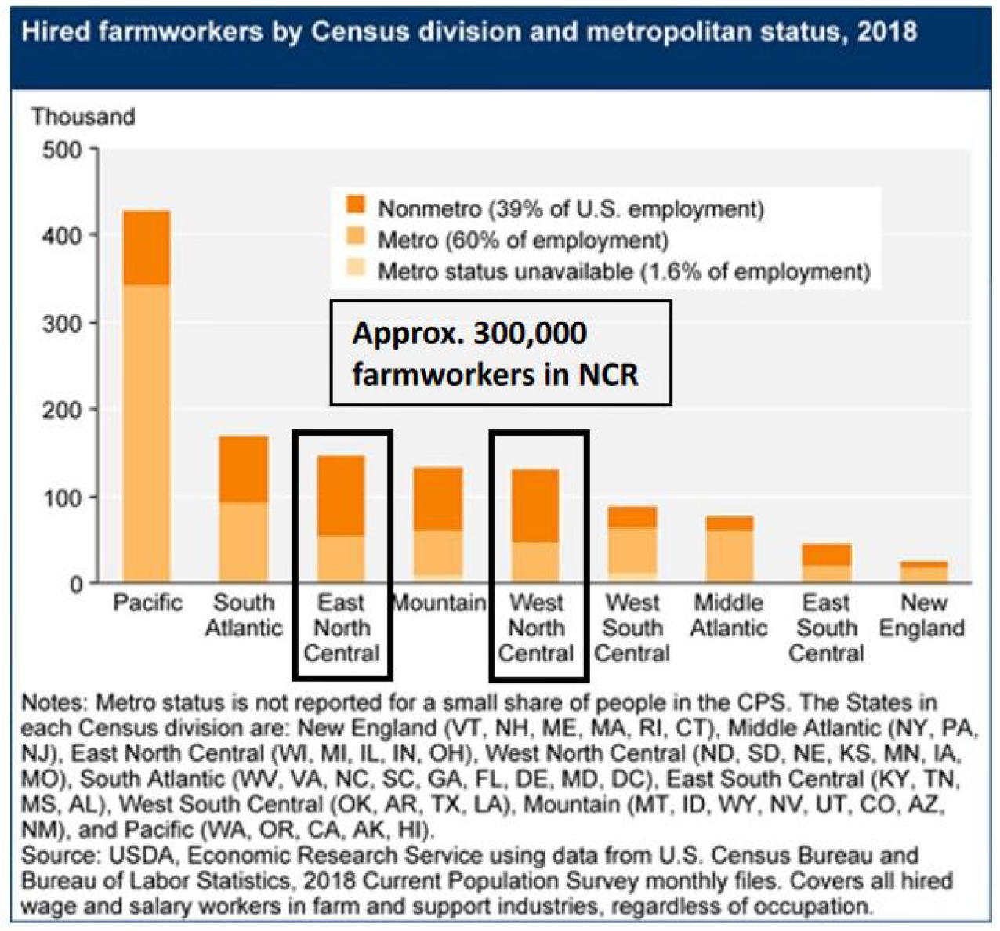 Hired farmworkers by Census division and metropolitan status, 2018
Thousand
500
400
300
200
100
0
Nonmetro (39% of U.S. employment)
Metro (60% of employment)
Metro status unavailable (1.6% of employment)
Approx. 300,000
farmworkers in NCR
Pacific
South
Atlantic
East
North
Central
Mountain
West
North
Central
West
South
Central
Middle
Atlantic
East
South
Central
New
England
Notes: Metro status is not reported for a small share of people in the CPS. The States in
each Census division are: New England (VT, NH, ME, MA, RI, CT), Middle Atlantic (NY, PA,
NJ), East North Central (WI, MI, IL, IN, OH), West North Central (ND, SD, NE, KS, MN, IA,
MO), South Atlantic (WV, VA, NC, SC, GA, FL, DE, MD, DC), East South Central (KY, TN,
MS, AL), West South Central (OK, AR, TX, LA), Mountain (MT, ID, WY, NV, UT, CO, AZ,
NM), and Pacific (WA, OR, CA, AK, HI).
Source: USDA, Economic Research Service using data from U.S. Census Bureau and
Bureau of Labor Statistics, 2018 Current Population Survey monthly files. Covers all hired
wage and salary workers in farm and support industries, regardless of occupation.